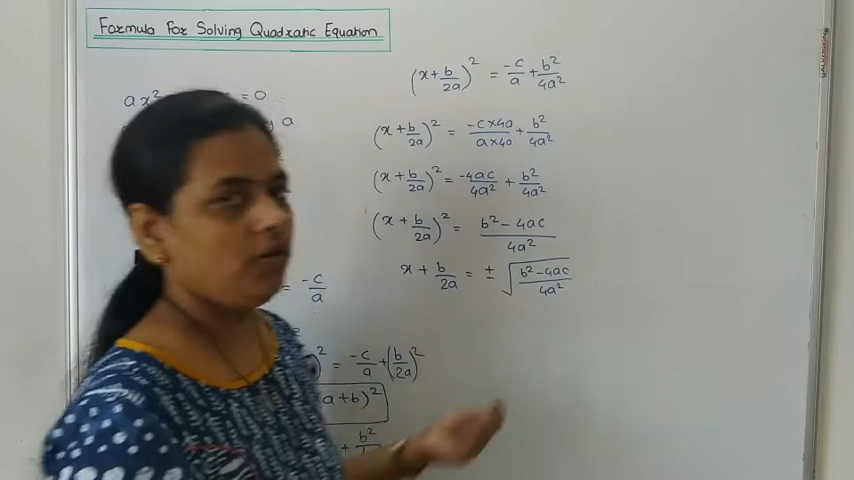 Formula For Solving Quadratic Equation
ax² = 0
a
= -c/a
)² = -c/a + (b/2a)²
a + b)²
+ b²
(x + b/2a)² = -c/a + b²/4a²
(x + b/2a)² = -c×4a/a×4a + b²/4a²
(x + b/2a)² = -4ac/4a² + b²/4a²
(x + b/2a)² = b² - 4ac/4a²
x + b/2a = ± √b² - 4ac/4a²